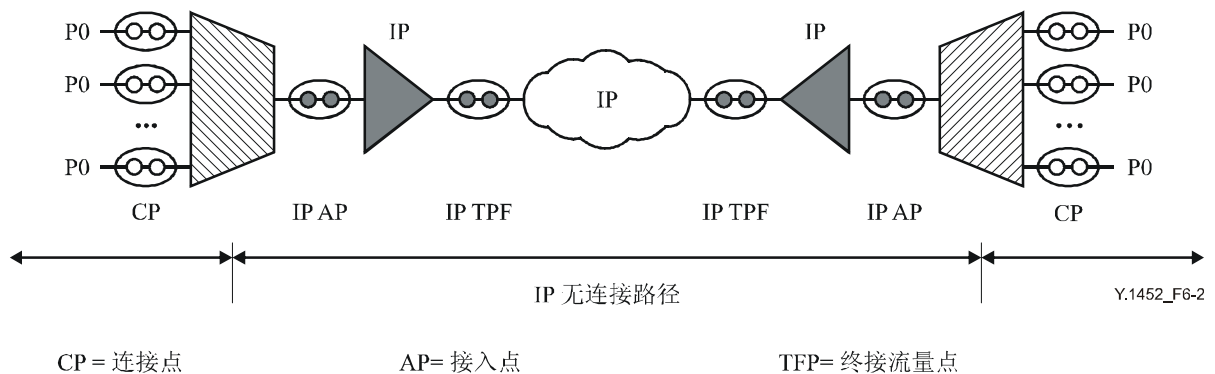 P0 IP IP P0
P0 IP P0
... ...
P0 P0
CP IP AP IP TPF IP TPF IP AP CP
IP 无连接路径
Y.1452_F6-2
CP = 连接点 AP= 接入点 TFP= 终接流量点